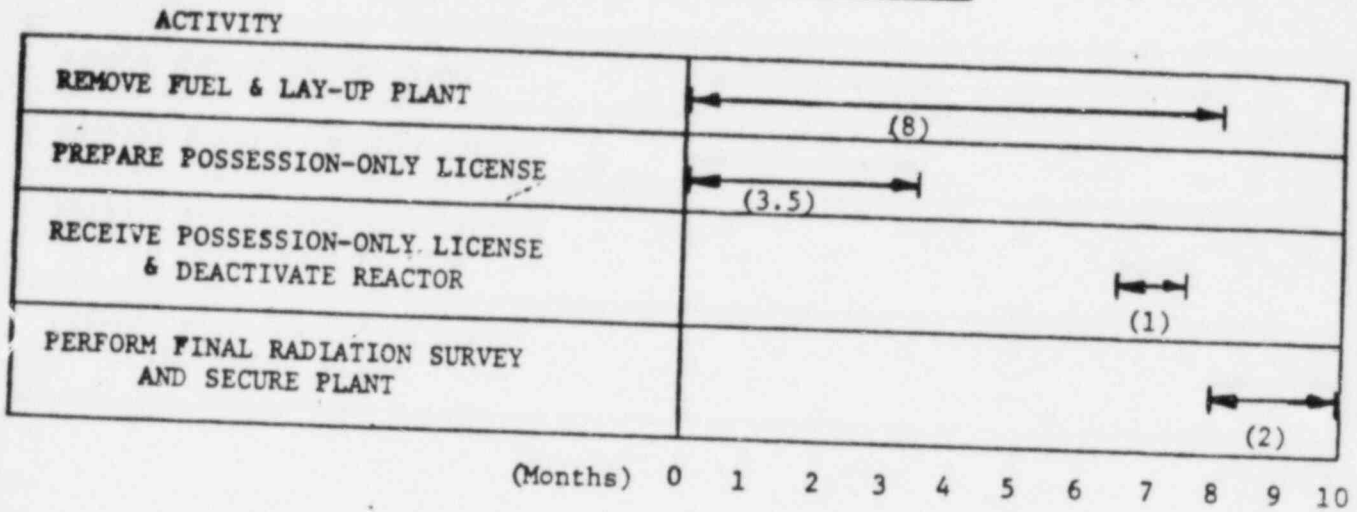 ACTIVITY
REMOVE FUEL & LAY-UP PLANT
(8)
PREPARE POSSESSION-ONLY LICENSE
(3.5)
RECEIVE POSSESSION-ONLY LICENSE
& DEACTIVATE REACTOR
(1)
PERFORM FINAL RADIATION SURVEY
AND SECURE PLANT
(2)
(Months) 0 1 2 3 4 5 6 7 8 9 10